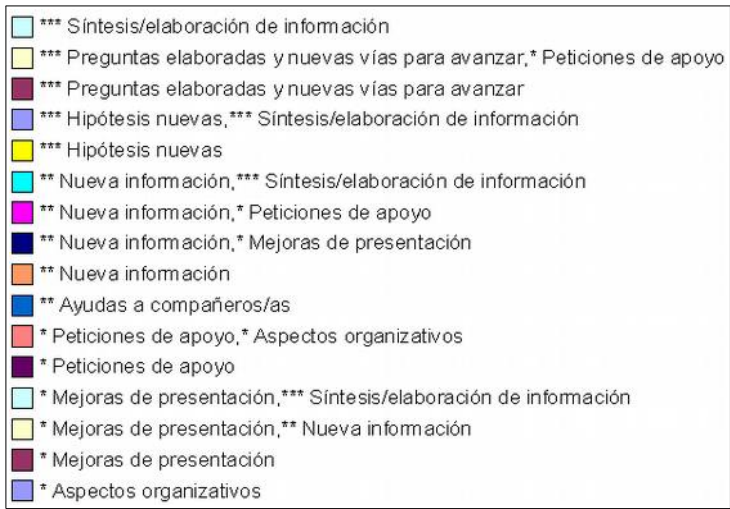 *** Síntesis/elaboración de información
*** Preguntas elaboradas y nuevas vías para avanzar,* Peticiones de apoyo
*** Preguntas elaboradas y nuevas vías para avanzar
*** Hipótesis nuevas,*** Síntesis/elaboración de información
*** Hipótesis nuevas
** Nueva información,*** Síntesis/elaboración de información
** Nueva información,* Peticiones de apoyo
** Nueva información,* Mejoras de presentación
** Nueva información
** Ayudas a compañeros/as
* Peticiones de apoyo,* Aspectos organizativos
* Peticiones de apoyo
* Mejoras de presentación,*** Síntesis/elaboración de información
* Mejoras de presentación,** Nueva información
* Mejoras de presentación
* Aspectos organizativos